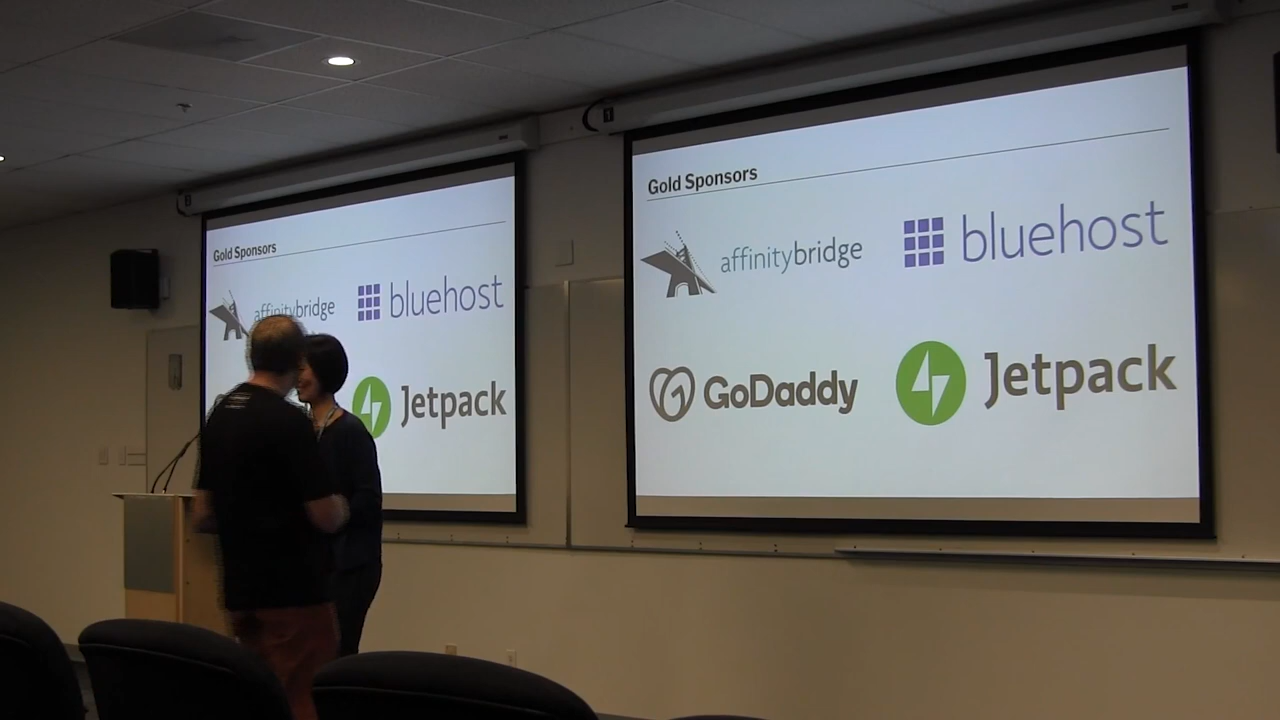 Gold Sponsors
affinitybridge
bluehost
Jetpack
Gold Sponsors
affinitybridge
bluehost
GoDaddy
Jetpack